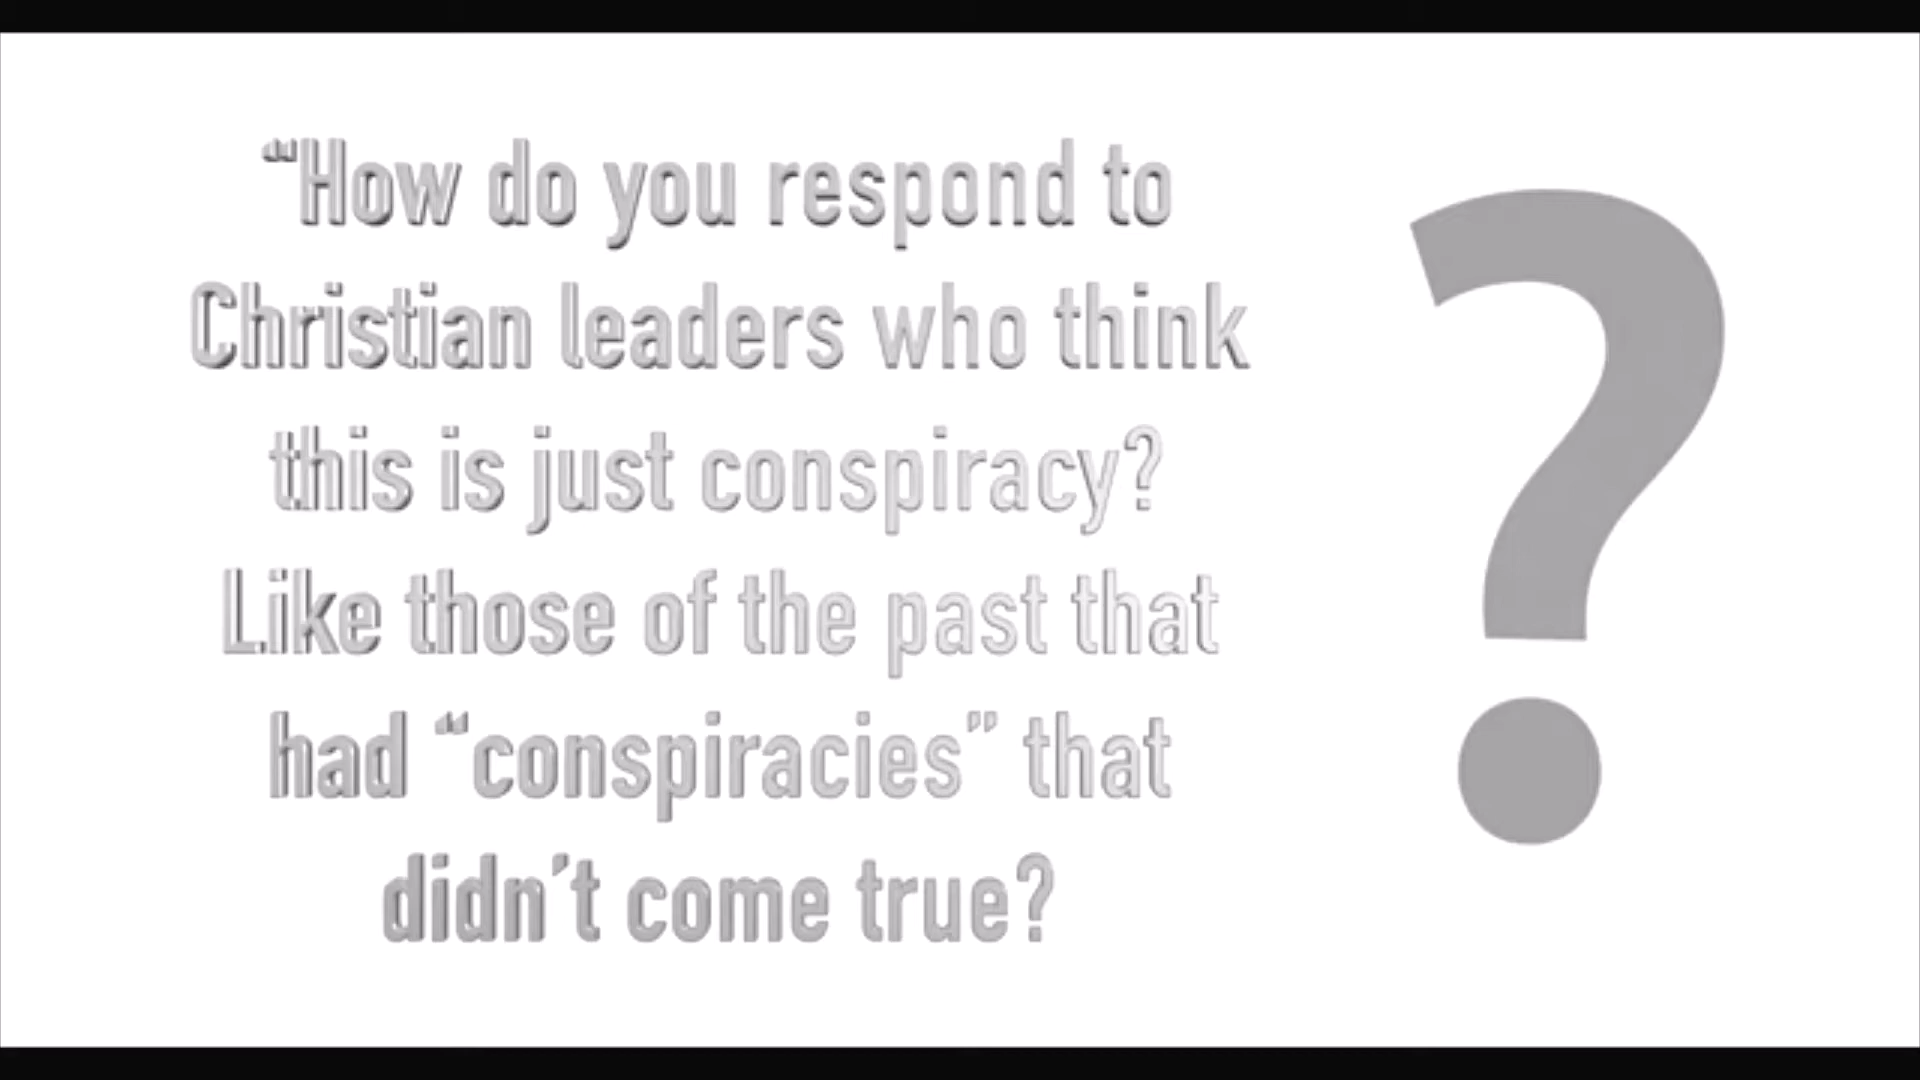 “How do you respond to
Christian leaders who think
this is just conspiracy?
Like those of the past that
had “conspiracies” that
didn’t come true?
?